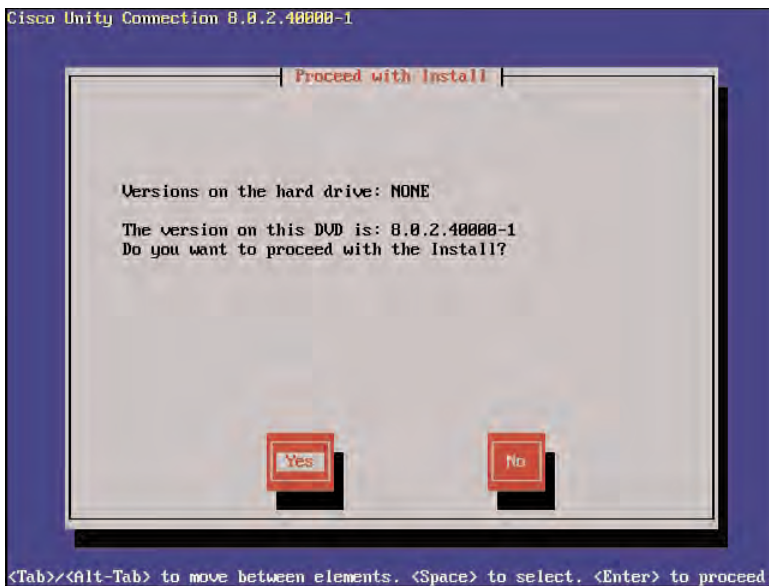 Cisco Unity Connection 8.0.2.40000-1
Proceed with Install
Versions on the hard drive: NONE
The version on this DVD is: 8.0.2.40000-1
Do you want to proceed with the Install?
Yes
No
<Tab>/<Alt-Tab> to move between elements. <Space> to select. <Enter> to proceed